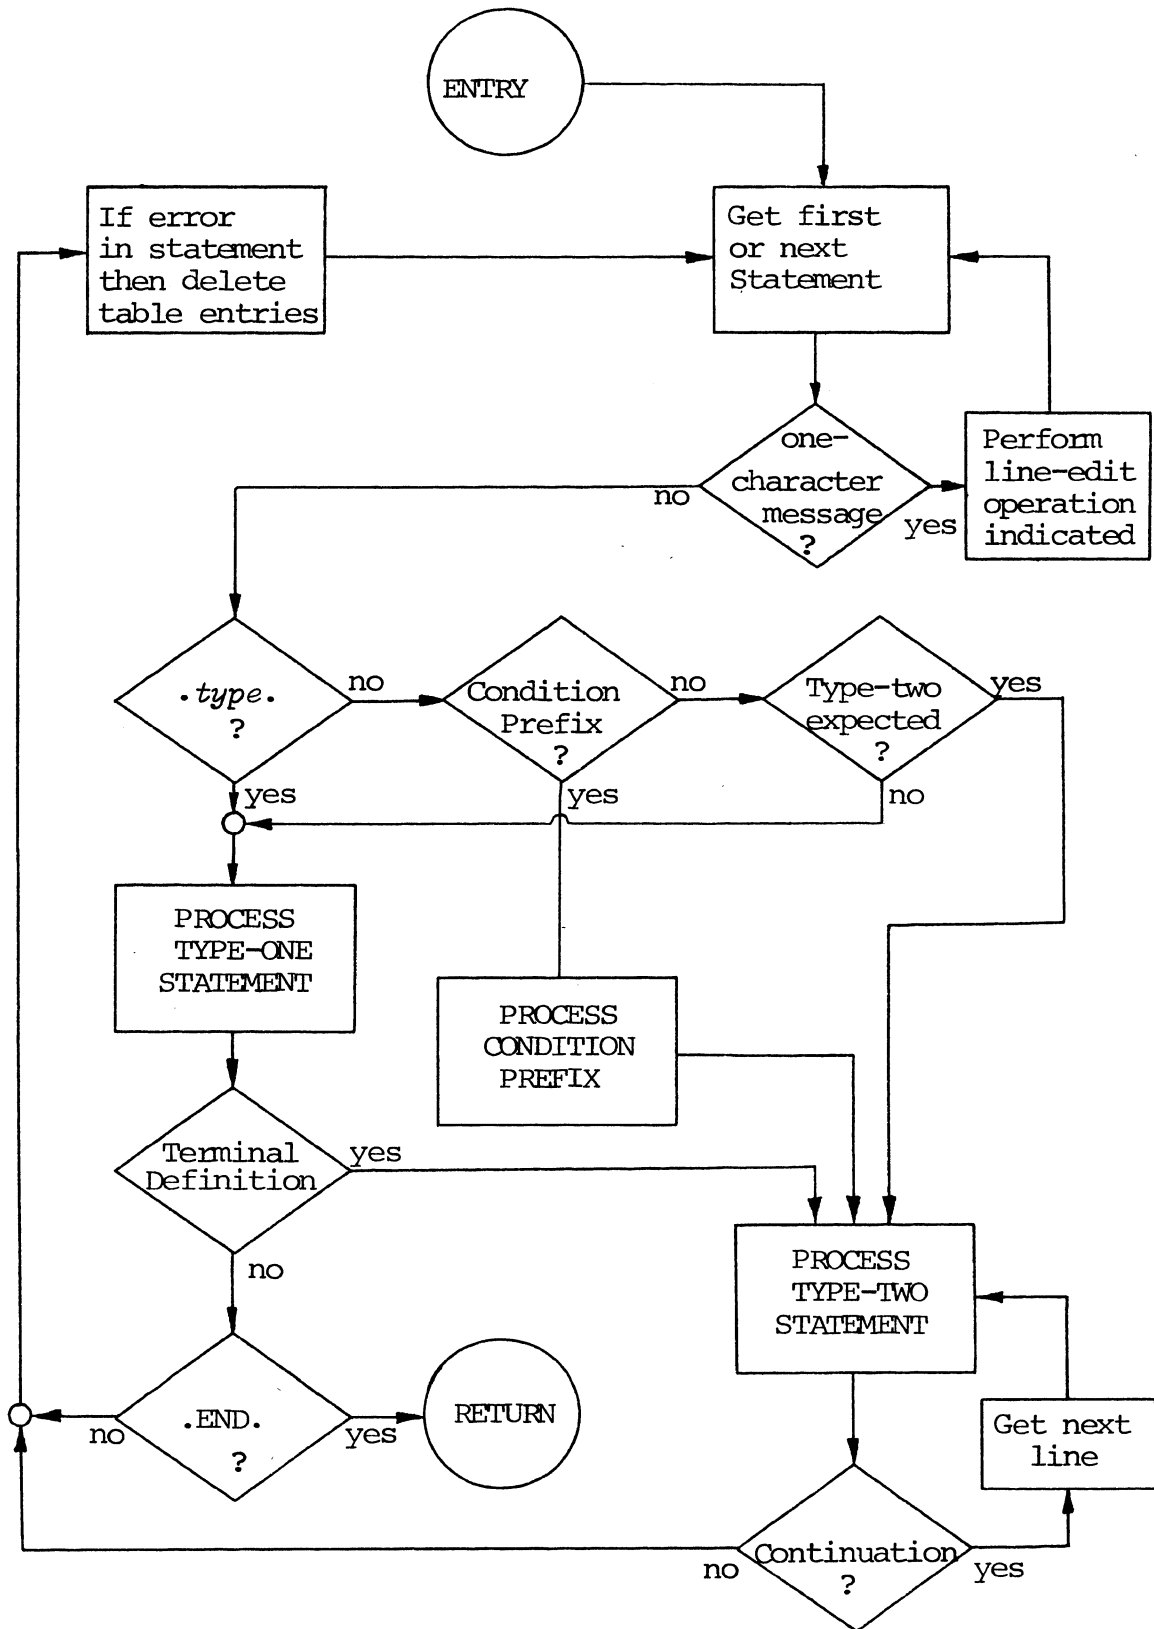 ENTRY
If error
in statement
then delete
table entries
Get first
or next
Statement
one-
character
message
?
no
yes
Perform
line-edit
operation
indicated
.type.
?
no
yes
Condition
Prefix
?
no
yes
Type-two
expected
?
yes
no
PROCESS
TYPE-ONE
STATEMENT
PROCESS
CONDITION
PREFIX
Terminal
Definition
yes
no
PROCESS
TYPE-TWO
STATEMENT
.END.
?
no
yes
RETURN
Get next
line
Continuation
?
no
yes